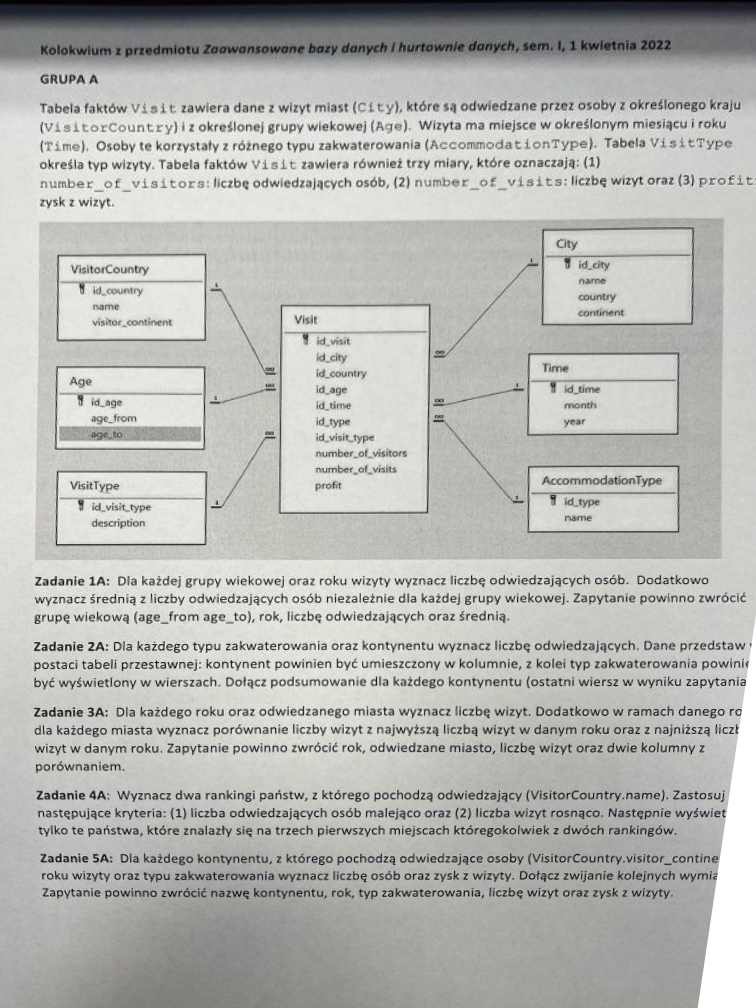 Kolokwium z przedmiotu Zaawansowane bazy danych i hurtownie danych, sem. I, 1 kwietnia 2022
GRUPA A
Tabela faktów Visit zawiera dane z wizyt miast (City), które są odwiedzane przez osoby z określonego kraju
(VisitorCountry) i z określonej grupy wiekowej (Age). Wizyta ma miejsce w określonym miesiącu i roku
(Time). Osoby te korzystały z różnego typu zakwaterowania (AccommodationType). Tabela VisitType
określa typ wizyty. Tabela faktów Visit zawiera również trzy miary, które oznaczają: (1)
number_of_visitors: liczbę odwiedzających osób, (2) number_of_visits: liczbę wizyt oraz (3) profit:
zysk z wizyt.
VisitorCountry
id_country
name
visitor_continent
Age
id_age
age_from
age_to
VisitType
id_visit_type
description
Visit
id_visit
id_city
id_country
id_age
id_time
id_type
id_visit_type
number_of_visitors
number_of_visits
profit
City
id_city
name
country
continent
Time
id_time
month
year
AccommodationType
id_type
name
Zadanie 1A: Dla każdej grupy wiekowej oraz roku wizyty wyznacz liczbę odwiedzających osób. Dodatkowo
wyznacz średnią z liczby odwiedzających osób niezależnie dla każdej grupy wiekowej. Zapytanie powinno zwrócić
grupę wiekową (age_from age_to), rok, liczbę odwiedzających oraz średnią.
Zadanie 2A: Dla każdego typu zakwaterowania oraz kontynentu wyznacz liczbę odwiedzających. Dane przedstaw
postaci tabeli przestawnej: kontynent powinien być umieszczony w kolumnie, z kolei typ zakwaterowania
być wyświetlony w wierszach. Dołącz podsumowanie dla każdego kontynentu (ostatni wiersz w wyniku zapytania
Zadanie 3A: Dla każdego roku oraz odwiedzanego miasta wyznacz liczbę wizyt. Dodatkowo w ramach danego
dla każdego miasta wyznacz porównanie liczby wizyt z najwyższą liczbą wizyt w danym roku oraz z najniższą
wizyt w danym roku. Zapytanie powinno zwrócić rok, odwiedzane miasto, liczbę wizyt oraz dwie kolumny z
porównaniem.
Zadanie 4A: Wyznacz dwa rankingi państw, z którego pochodzą odwiedzający (VisitorCountry.name). Zastosuj
następujące kryteria: (1) liczba odwiedzających osób malejąco oraz (2) liczba wizyt rosnąco. Następnie
tylko te państwa, które znalazły się na trzech pierwszych miejscach któregokolwiek z dwóch rankingów.
Zadanie 5A: Dla każdego kontynentu, z którego pochodzą odwiedzające osoby (VisitorCountry.visitor_contine
roku wizyty oraz typu zakwaterowania wyznacz liczbę osób oraz zysk z wizyty. Dołącz zwijanie kolejnych
Zapytanie powinno zwrócić nazwę kontynentu, rok, typ zakwaterowania, liczbę wizyt oraz zysk z wizyty.